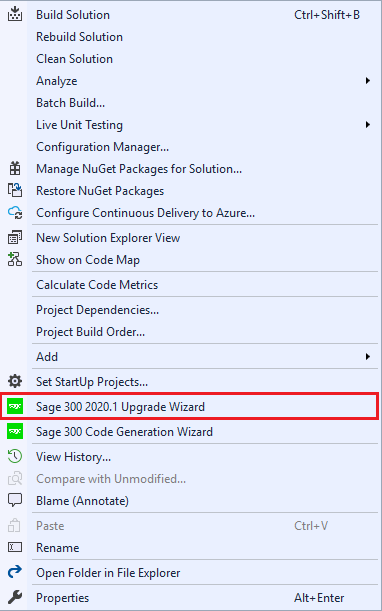 Build Solution Ctrl+Shift+B
Rebuild Solution
Clean Solution
Analyze
Batch Build...
Live Unit Testing
Configuration Manager...
Manage NuGet Packages for Solution...
Restore NuGet Packages
Configure Continuous Delivery to Azure...
New Solution Explorer View
Show on Code Map
Calculate Code Metrics
Project Dependencies...
Project Build Order...
Add
Set StartUp Projects...
Sage 300 2020.1 Upgrade Wizard
Sage 300 Code Generation Wizard
View History...
Compare with Unmodified...
Blame (Annotate)
Paste Ctrl+V
Rename
Open Folder in File Explorer
Properties Alt+Enter